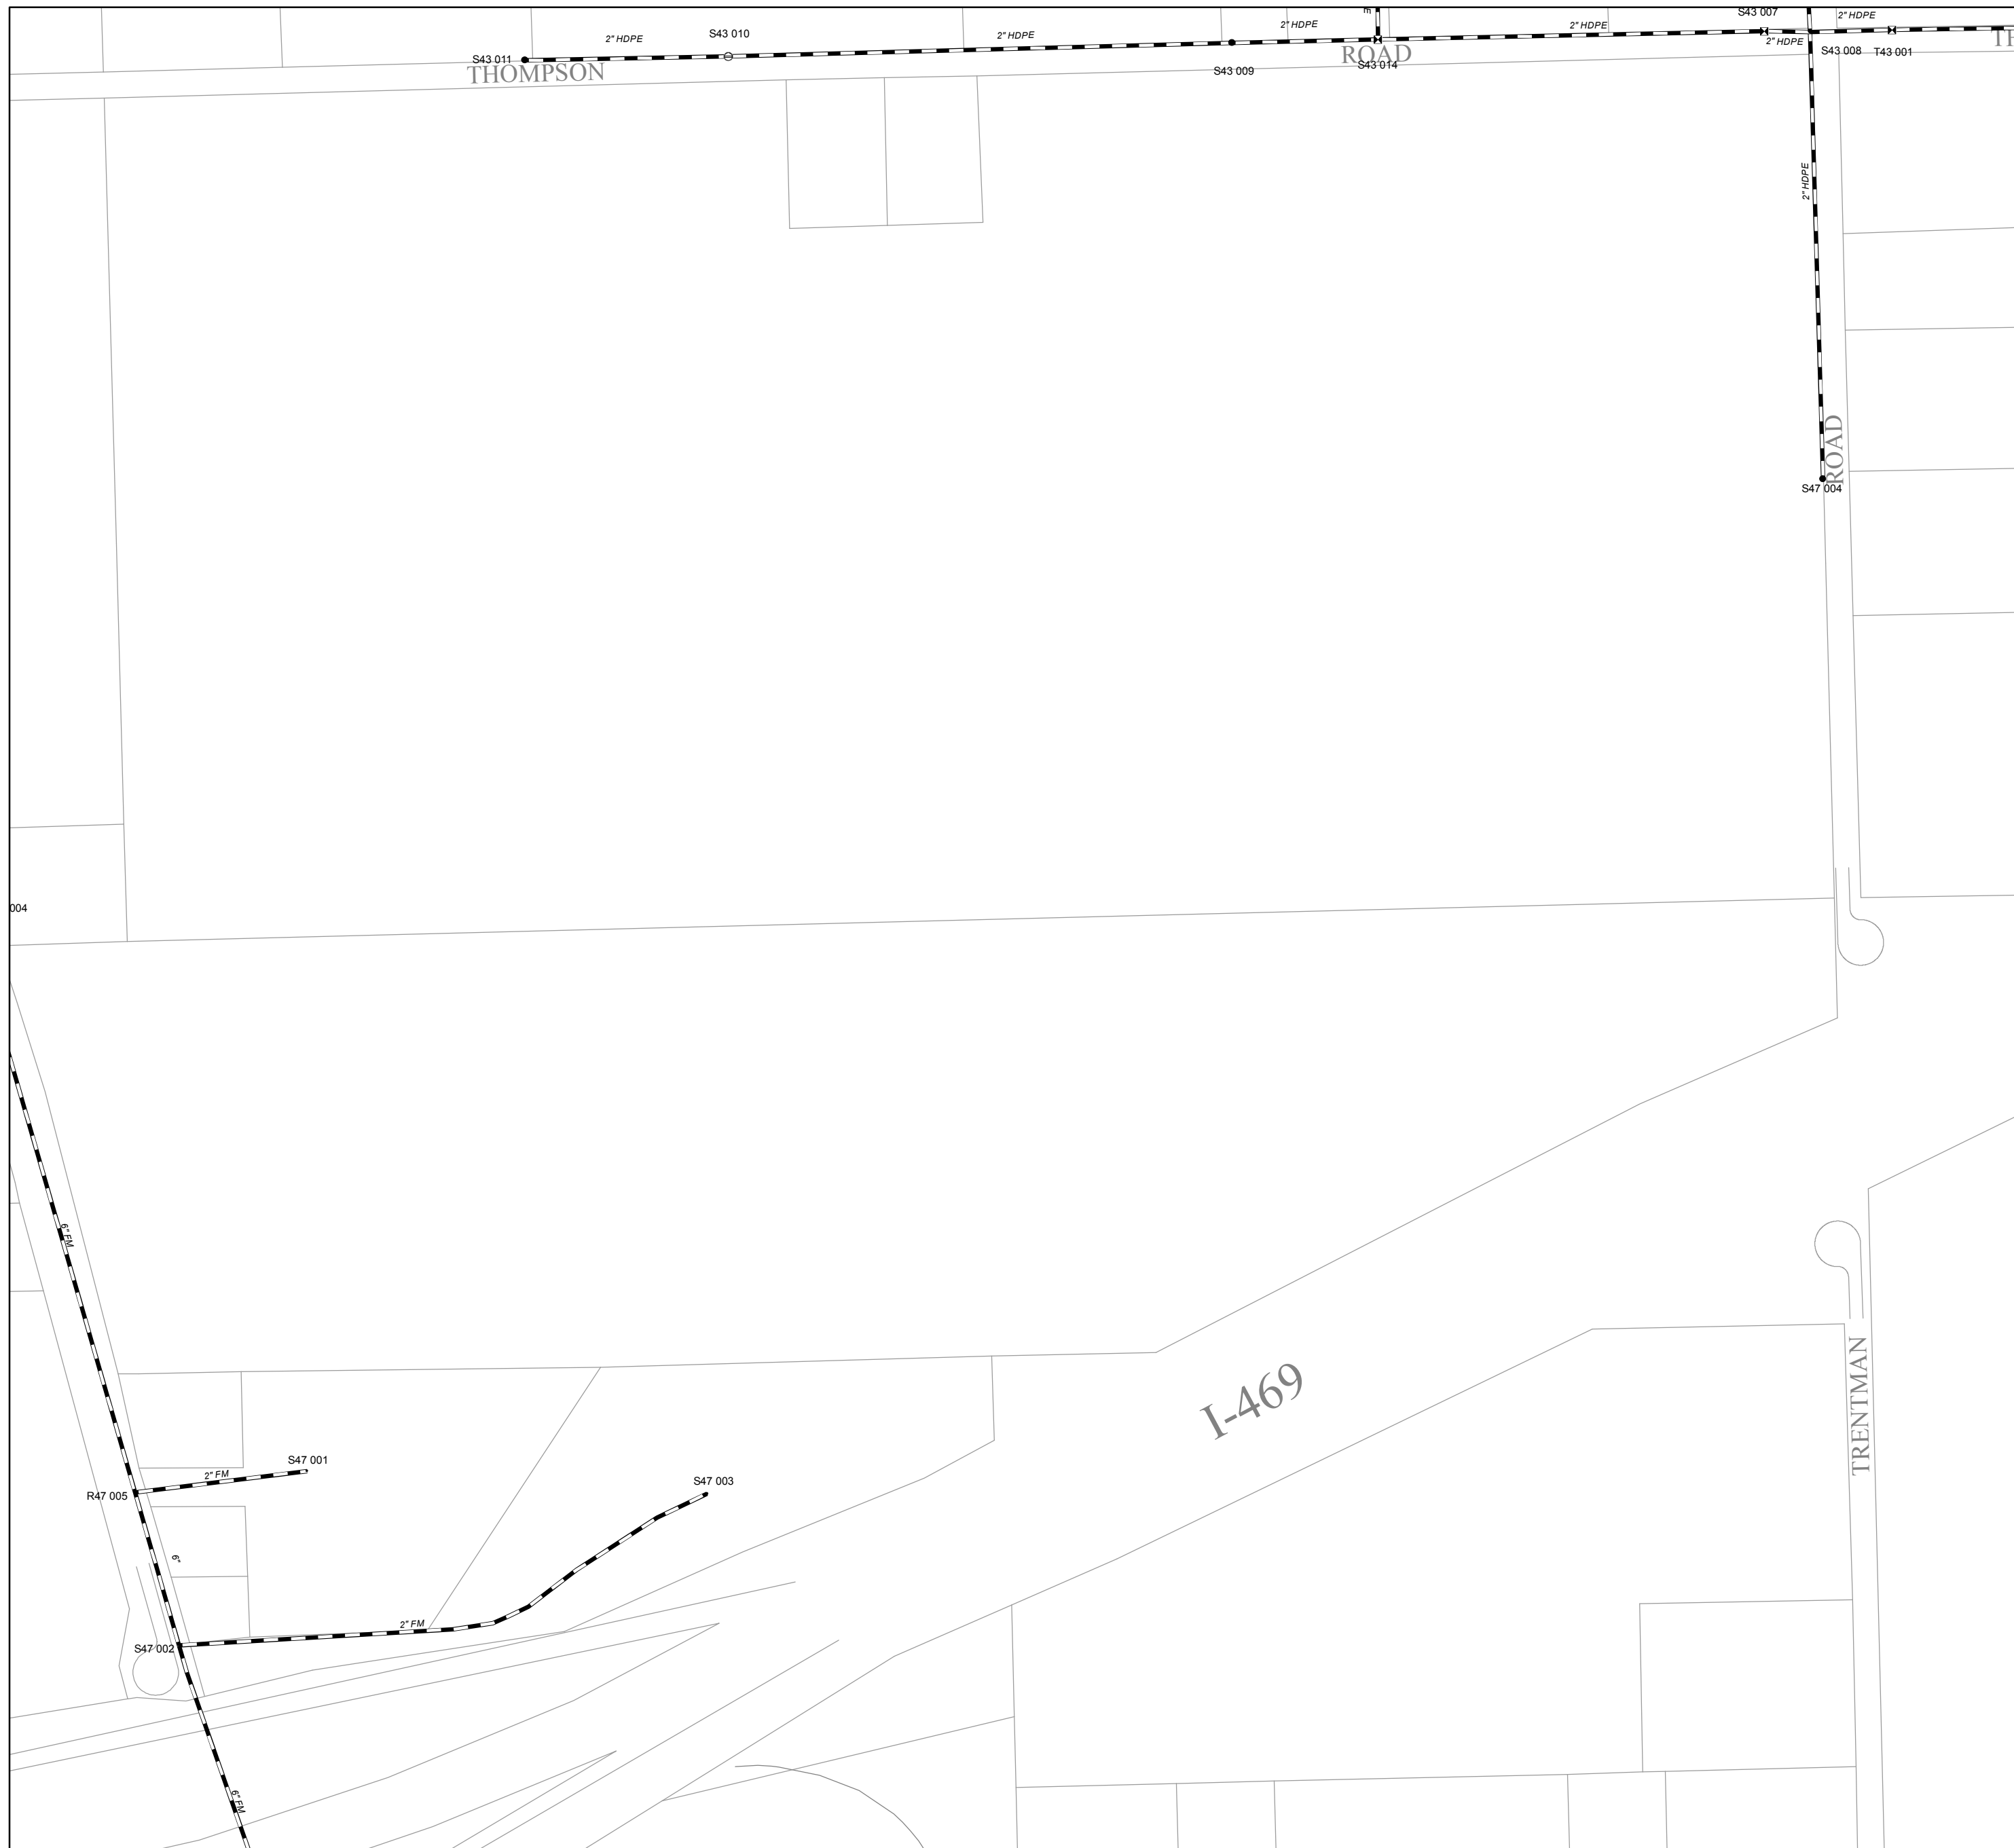 S43 007
2" HDPE
2" HDPE
2" HDPE
S43 010
2" HDPE
2" HDPE
2" HDPE
S43 008
T43 001
S43 011
THOMPSON
ROAD
S43 014
S43 009
2" HDPE
ROAD
S47 004
004
6" FM
I-469
TRENTMAN
S47 001
2" FM
R47 005
S47 003
6"
2" FM
S47 002
6" FM